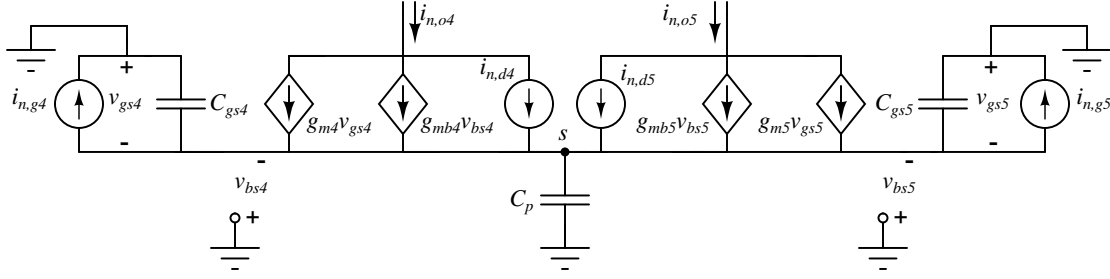 i_{n,o4}
i_{n,o5}
+
+
i_{n,d4}
i_{n,d5}
i_{n,g4}
v_{gs4}
C_{gs4}
C_{gs5}
v_{gs5}
i_{n,g5}
g_{m4}v_{gs4}
g_{mb4}v_{bs4}
g_{mb5}v_{bs5}
g_{m5}v_{gs5}
-
s
-
-
-
v_{bs4}
v_{bs5}
C_p
+
+